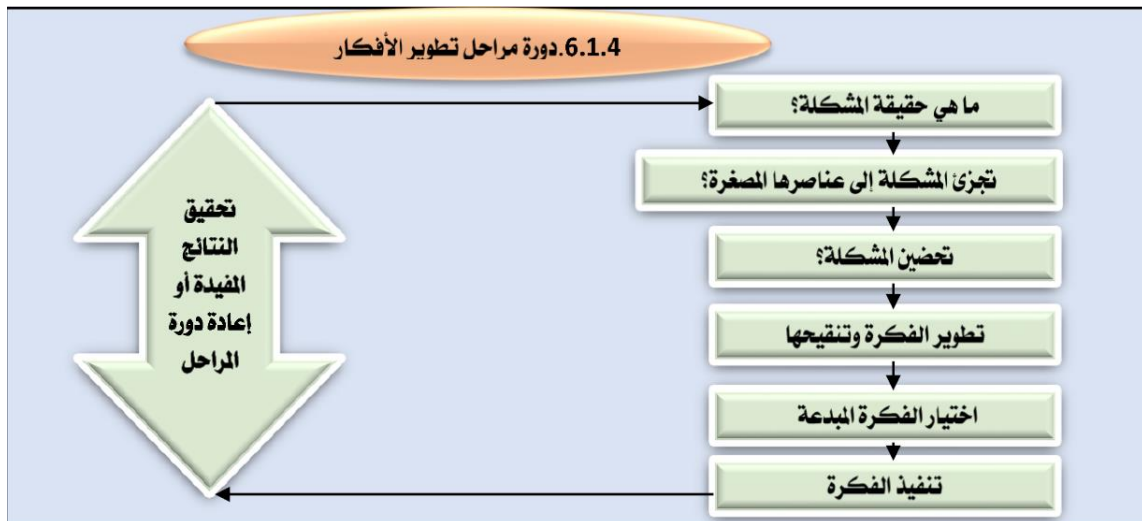 6.1.4.دورة مراحل تطوير الأفكار
ما هي حقيقة المشكلة؟
تجزئ المشكلة إلى عناصرها المصغرة؟
تحضين المشكلة؟
تطوير الفكرة وتنقيحها
اختيار الفكرة المبدعة
تنفيذ الفكرة
تحقيق
النتائج
المفيدة أو
إعادة دورة
المراحل